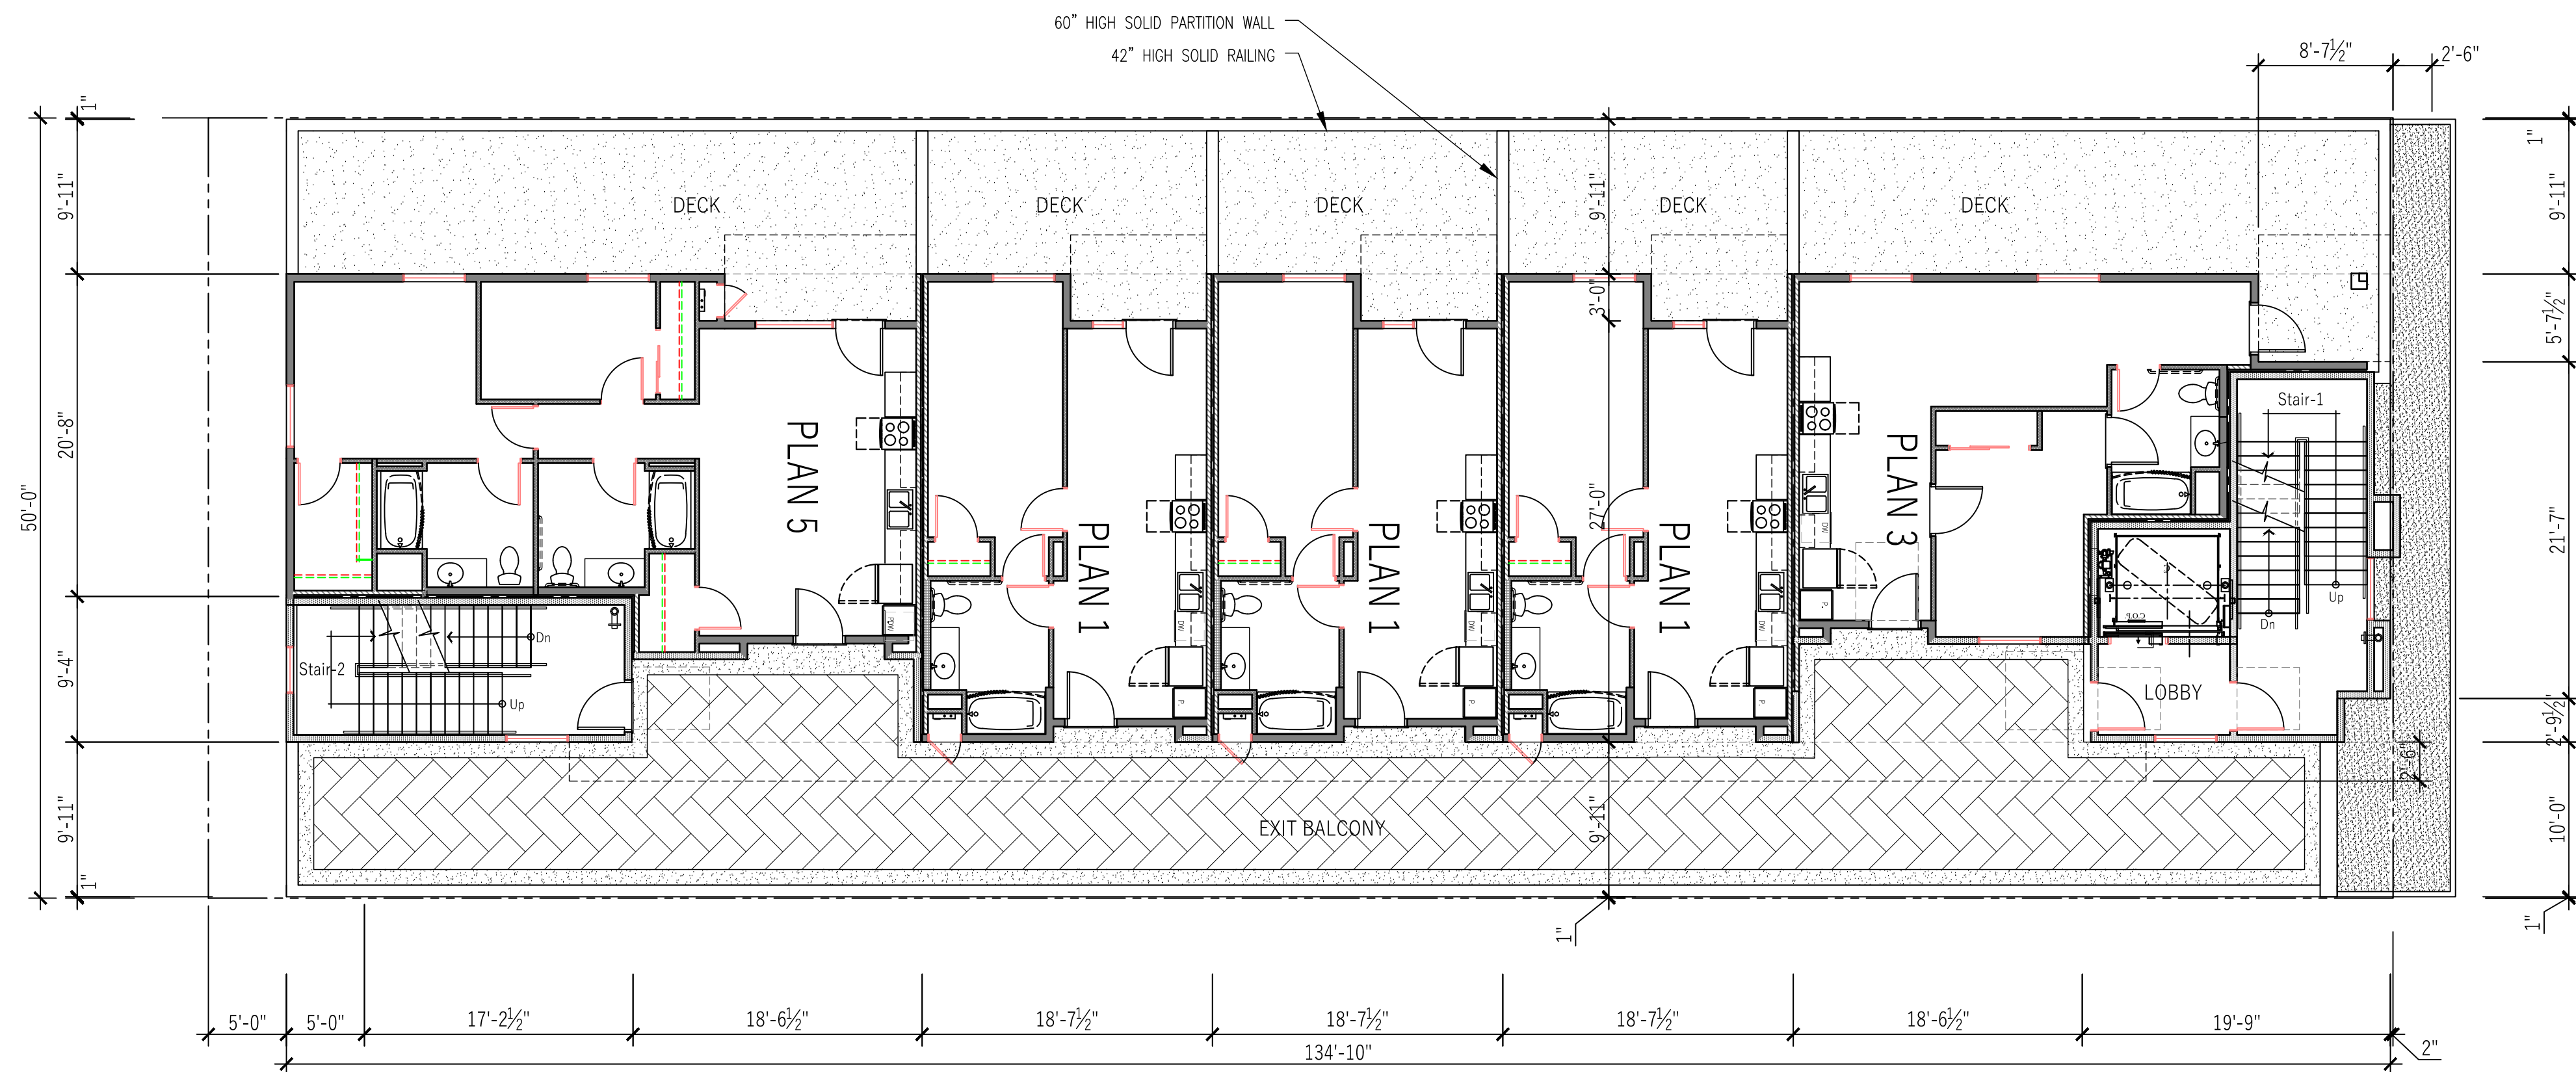 60" HIGH SOLID PARTITION WALL
42" HIGH SOLID RAILING
8'-7½"
2'-6"
1"
1"
9'-11"
9'-11"
9'-11"
DECK
DECK
DECK
DECK
DECK
3'-0"
5'-7½"
50'-0"
20'-8"
PLAN 5
PLAN 1
PLAN 1
PLAN 1
PLAN 3
27'-0"
21'-7"
Stair-1
Up
Dn
DW
DW
DW
DW
P.
P.
P.
P.
9'-4"
Stair-2
Dn
Up
LOBBY
2'-9½"
2'-6"
9'-11"
EXIT BALCONY
9'-11"
10'-0"
1"
1"
1"
5'-0"
5'-0"
17'-2½"
18'-6½"
18'-7½"
18'-7½"
18'-7½"
18'-6½"
19'-9"
2"
134'-10"